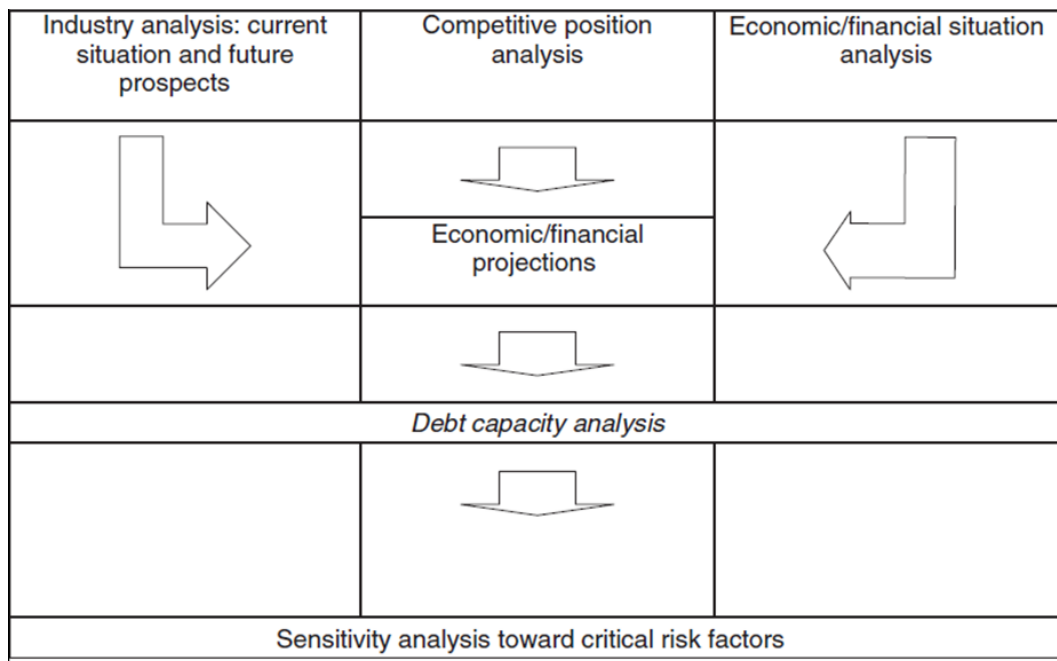 Industry analysis: current
situation and future
prospects
Competitive position
analysis
Economic/financial situation
analysis
Economic/financial
projections
Debt capacity analysis
Sensitivity analysis toward critical risk factors